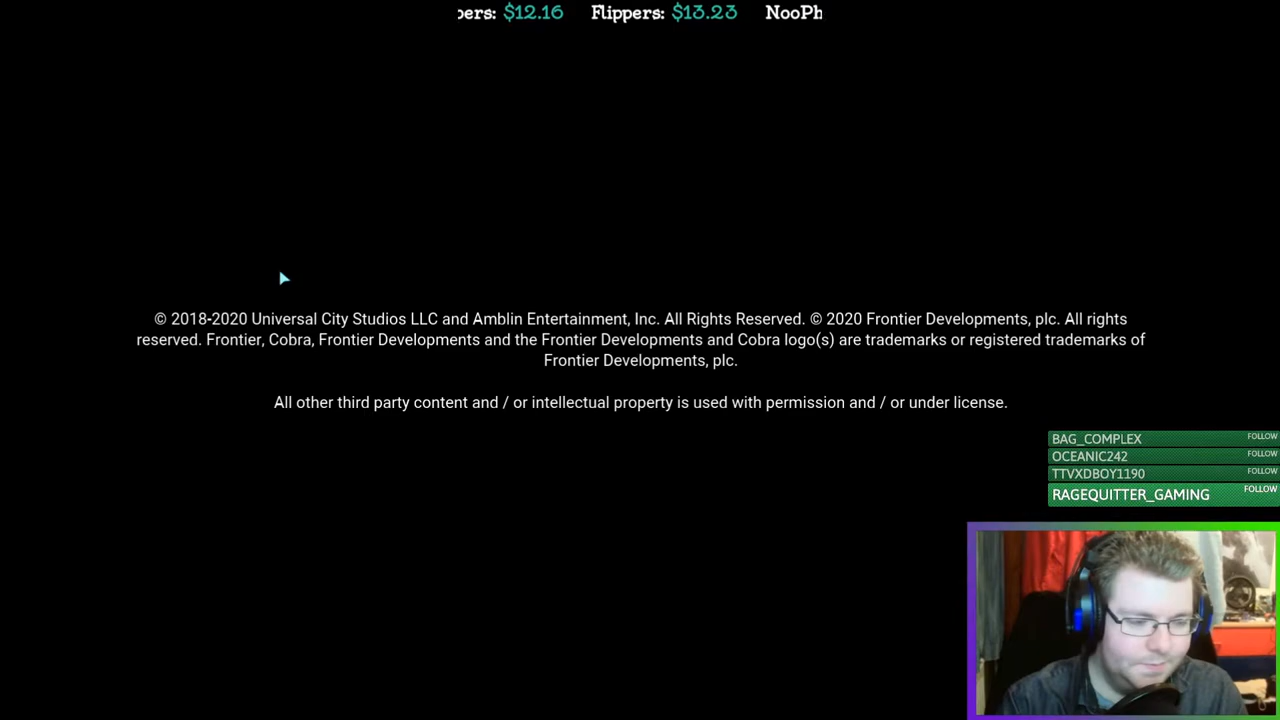 pers: $12.16 Flippers: $13.23 NooPh
© 2018-2020 Universal City Studios LLC and Amblin Entertainment, Inc. All Rights Reserved. © 2020 Frontier Developments, plc. All rights
reserved. Frontier, Cobra, Frontier Developments and the Frontier Developments and Cobra logo(s) are trademarks or registered trademarks of
Frontier Developments, plc.
All other third party content and / or intellectual property is used with permission and / or under license.
BAG_COMPLEX FOLLOW
OCEANIC242 FOLLOW
TTVXDBOY1190 FOLLOW
RAGEQUITTER_GAMING FOLLOW